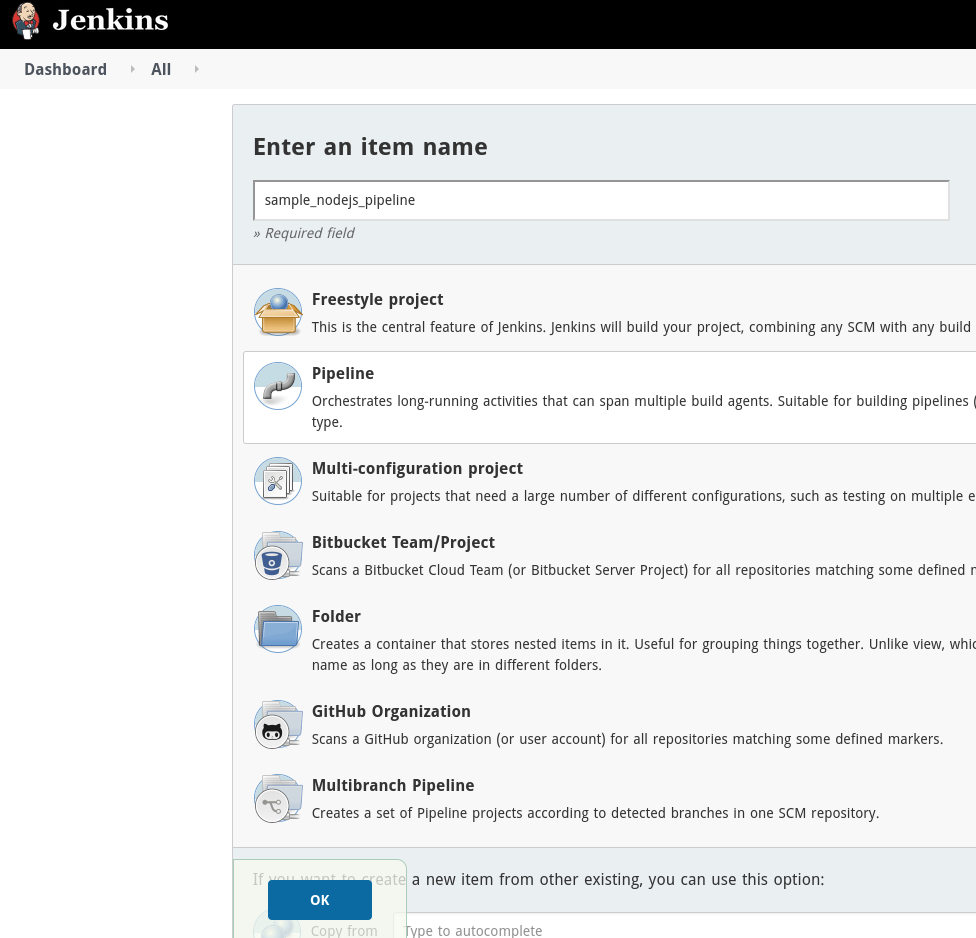 Jenkins
Dashboard
All
Enter an item name
sample_nodejs_pipeline
» Required field
Freestyle project
This is the central feature of Jenkins. Jenkins will build your project, combining any SCM with any build
Pipeline
Orchestrates long-running activities that can span multiple build agents. Suitable for building pipelines (
type.
Multi-configuration project
Suitable for projects that need a large number of different configurations, such as testing on multiple e
Bitbucket Team/Project
Scans a Bitbucket Cloud Team (or Bitbucket Server Project) for all repositories matching some defined
Folder
Creates a container that stores nested items in it. Useful for grouping things together. Unlike view, whic
name as long as they are in different folders.
GitHub Organization
Scans a GitHub organization (or user account) for all repositories matching some defined markers.
Multibranch Pipeline
Creates a set of Pipeline projects according to detected branches in one SCM repository.
If you want to create a new item from other existing, you can use this option:
OK
Copy from
Type to autocomplete